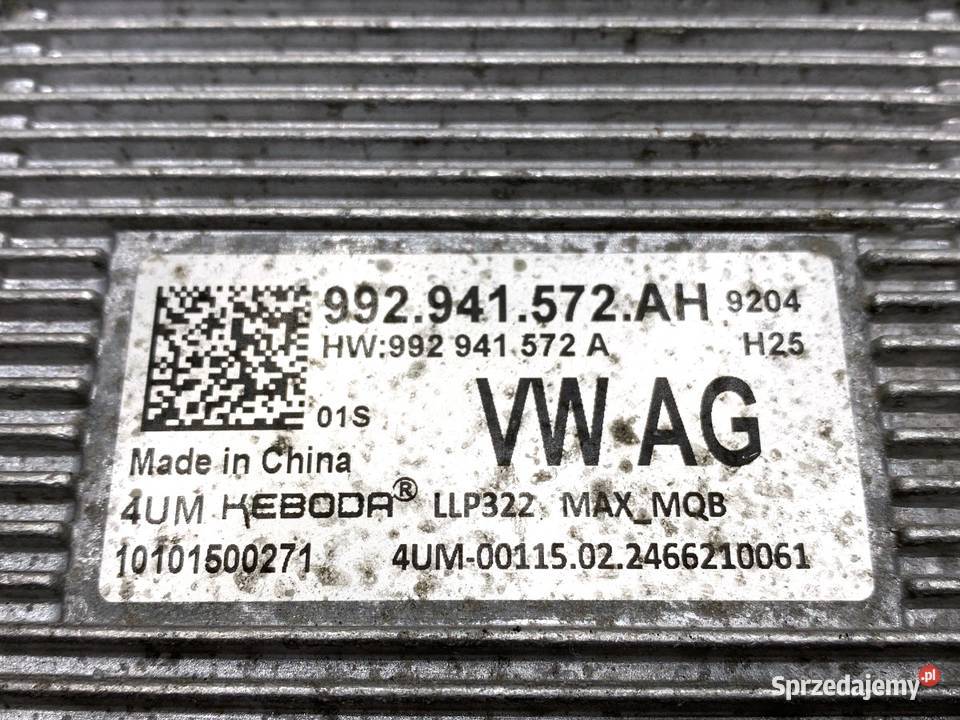 992.941.572.AH 9204
HW:992 941 572 A H25
01S VW AG
Made in China
4UM KEBODA® LLP322 MAX_MQB
10101500271 4UM-00115.02.2466210061
Sprzedajemy.pl